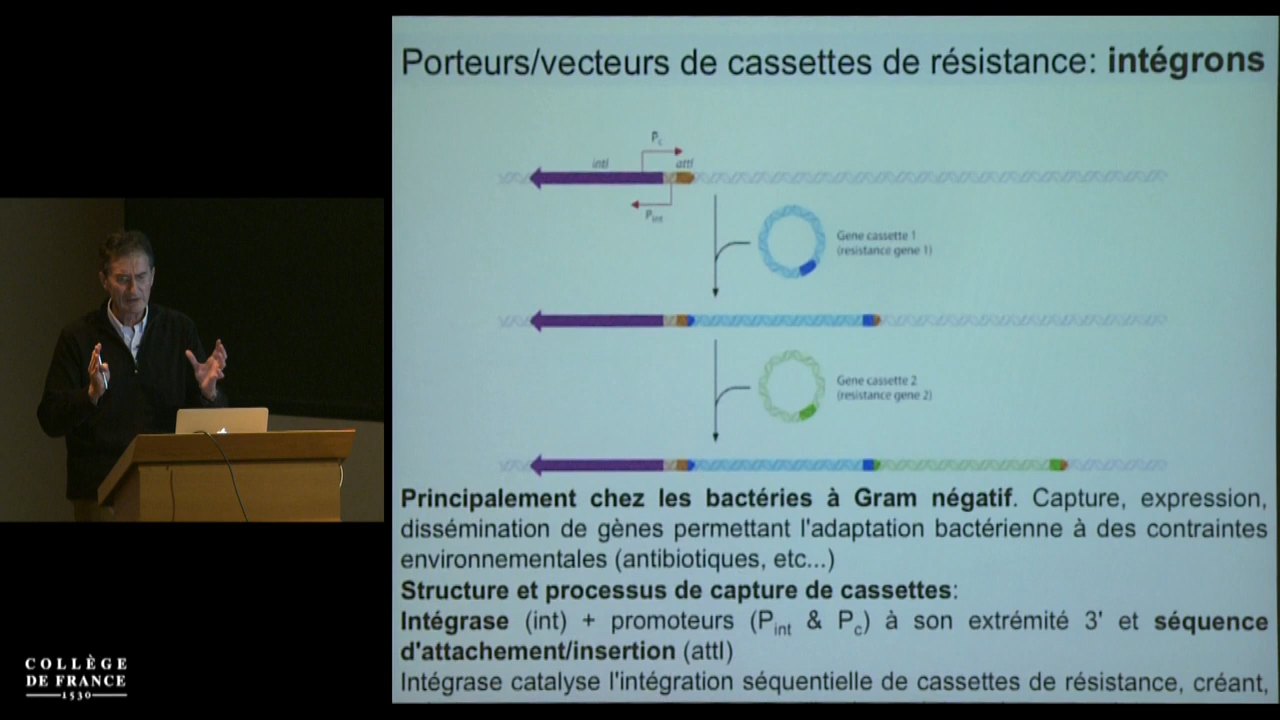 Porteurs/vecteurs de cassettes de résistance: intégrons
Pc
intI
attI
Pint
Gene cassette 1
(resistance gene 1)
Gene cassette 2
(resistance gene 2)
Principalement chez les bactéries à Gram négatif. Capture, expression,
dissémination de gènes permettant l'adaptation bactérienne à des contraintes
environnementales (antibiotiques, etc...)
Structure et processus de capture de cassettes:
Intégrase (int) + promoteurs (Pint & Pc) à son extrémité 3' et séquence
d'attachement/insertion (attI)
Intégrase catalyse l'intégration séquentielle de cassettes de résistance, créant,
COLLÈGE
DE FRANCE
1530